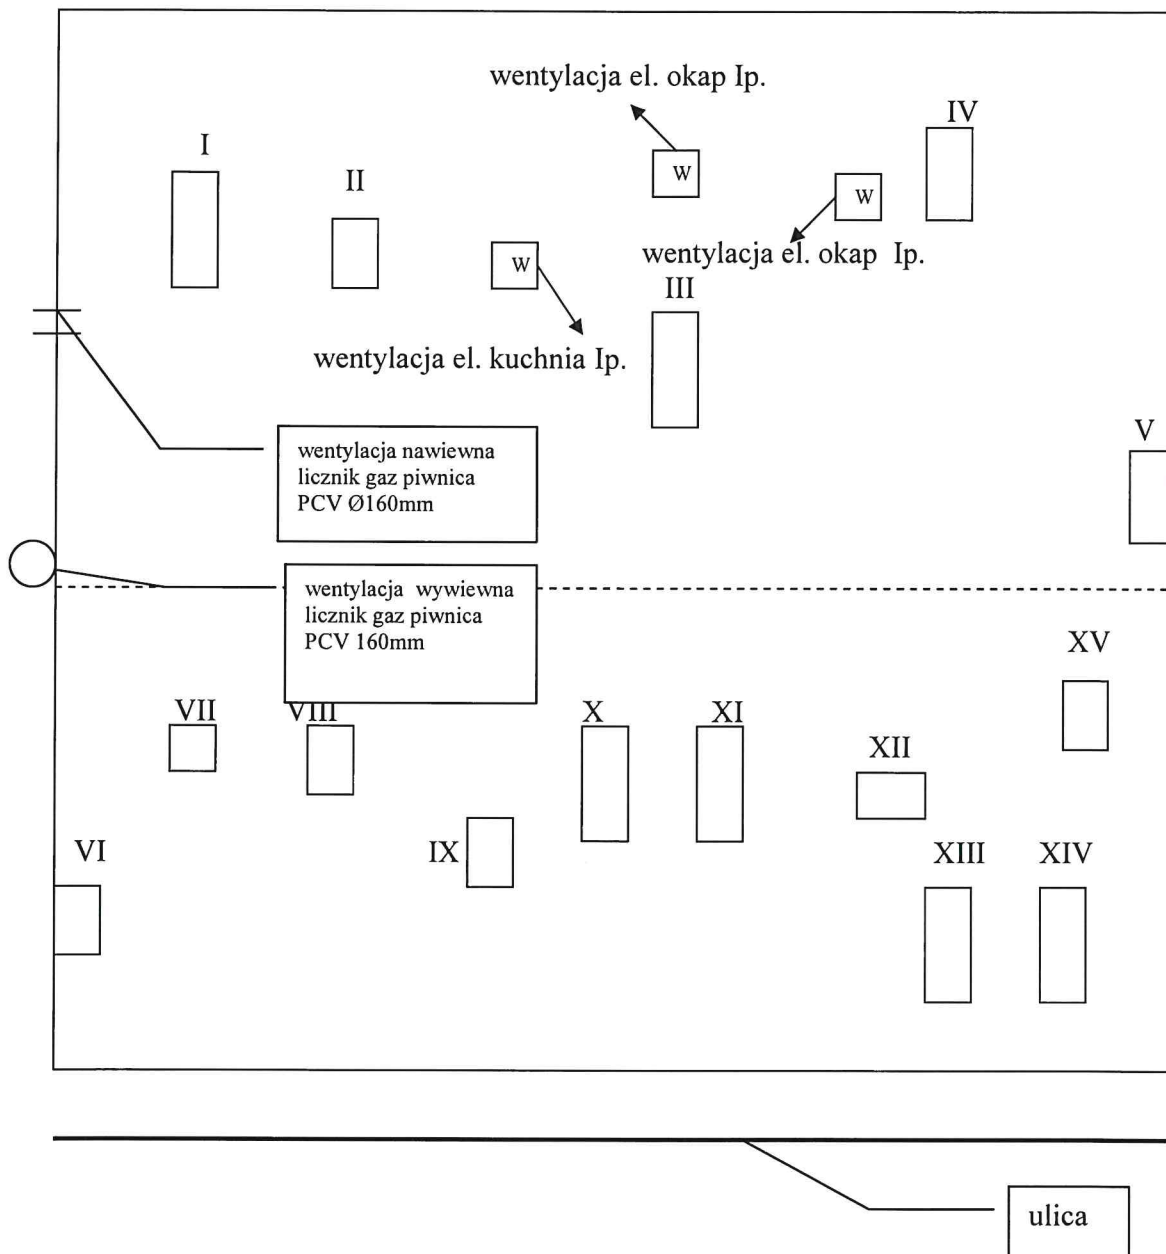 wentylacja el. okap Ip.
IV
I
II
w
w
wentylacja el. okap Ip.
w
III
wentylacja el. kuchnia Ip.
wentylacja nawiewna
licznik gaz piwnica
PCV Ø160mm
V
wentylacja wywiewna
licznik gaz piwnica
PCV 160mm
XV
VII
VIII
X
XI
XII
VI
IX
XIII
XIV
ulica